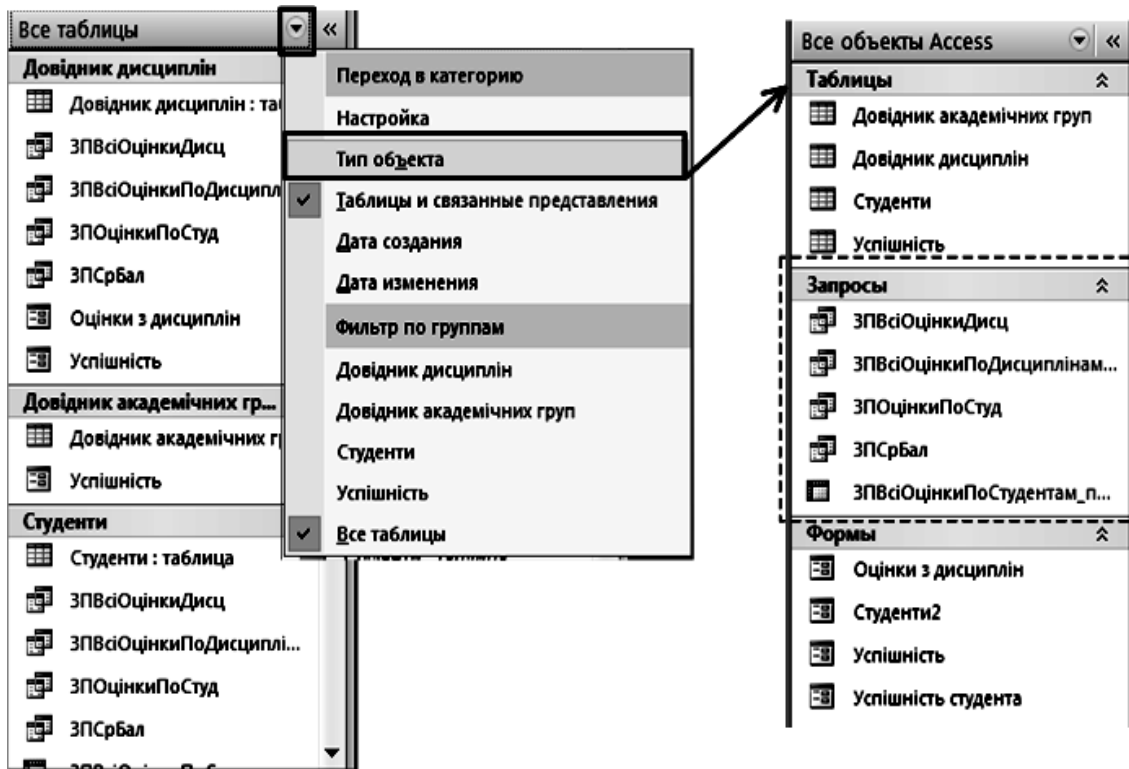 Все таблицы
Довідник дисциплін
Довідник дисциплін : та
ЗПВсіОцінкиДисц
ЗПВсіОцінкиПоДисципл
ЗПОцінкиПоСтуд
ЗПСрБал
Оцінки з дисциплін
Успішність
Довідник академічних гр...
Довідник академічних г
Успішність
Студенти
Студенти : таблица
ЗПВсіОцінкиДисц
ЗПВсіОцінкиПоДисциплі...
ЗПОцінкиПоСтуд
ЗПСрБал
Переход в категорию
Настройка
Тип объекта
Таблицы и связанные представления
Дата создания
Дата изменения
Фильтр по группам
Довідник дисциплін
Довідник академічних груп
Студенти
Успішність
Все таблицы
Все объекты Access
Таблицы
Довідник академічних груп
Довідник дисциплін
Студенти
Успішність
Запросы
ЗПВсіОцінкиДисц
ЗПВсіОцінкиПоДисциплінам...
ЗПОцінкиПоСтуд
ЗПСрБал
ЗПВсіОцінкиПоСтудентам_п...
Формы
Оцінки з дисциплін
Студенти2
Успішність
Успішність студента